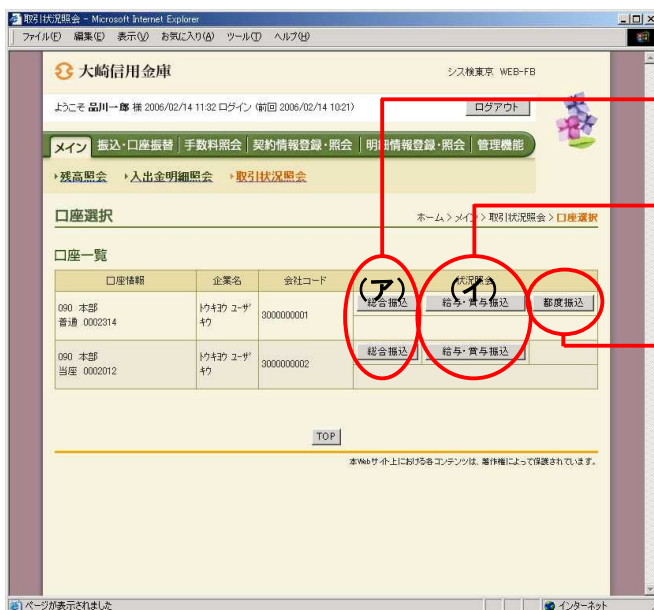 取引状況照会 - Microsoft Internet Explorer
ファイル(F) 編集(E) 表示(V) お気に入り(A) ツール(T) ヘルプ(H)
大崎信用金庫
シス検東京 WEB-FB
ようこそ 品川一郎 様 2006/02/14 11:32 ログイン (前回 2006/02/14 10:21)
ログアウト
メイン 振込・口座振替 手数料照会 契約情報登録・照会 明細情報登録・照会 管理機能
残高照会 入出金明細照会 取引状況照会
口座選択
ホーム > メイン > 取引状況照会 > 口座選択
口座一覧
口座情報 企業名 会社コード 状況照会
(ア) (イ)
090 本部
普通 0002314
トウキヨウ ユーザ
キウ
3000000001
総合振込 給与・賞与振込 都度振込
090 本部
当座 0002012
トウキヨウ ユーザ
キウ
3000000002
総合振込 給与・賞与振込
TOP
本Webサイト上における各コンテンツは、著作権によって保護されています。
ページが表示されました
インターネット